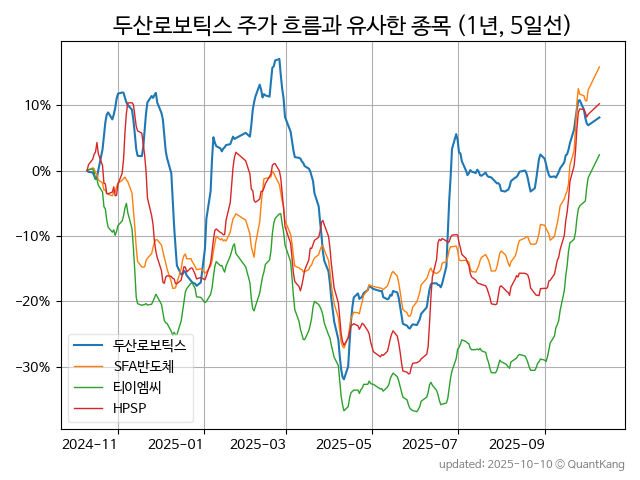 두산로보틱스 주가 흐름과 유사한 종목 (1년, 5일선)
10%
0%
−10%
−20%
−30%
두산로보틱스
SFA반도체
티이엠씨
HPSP
2024−11
2025−01
2025−03
2025−05
2025−07
2025−09
updated: 2025-10-10 © QuantKang